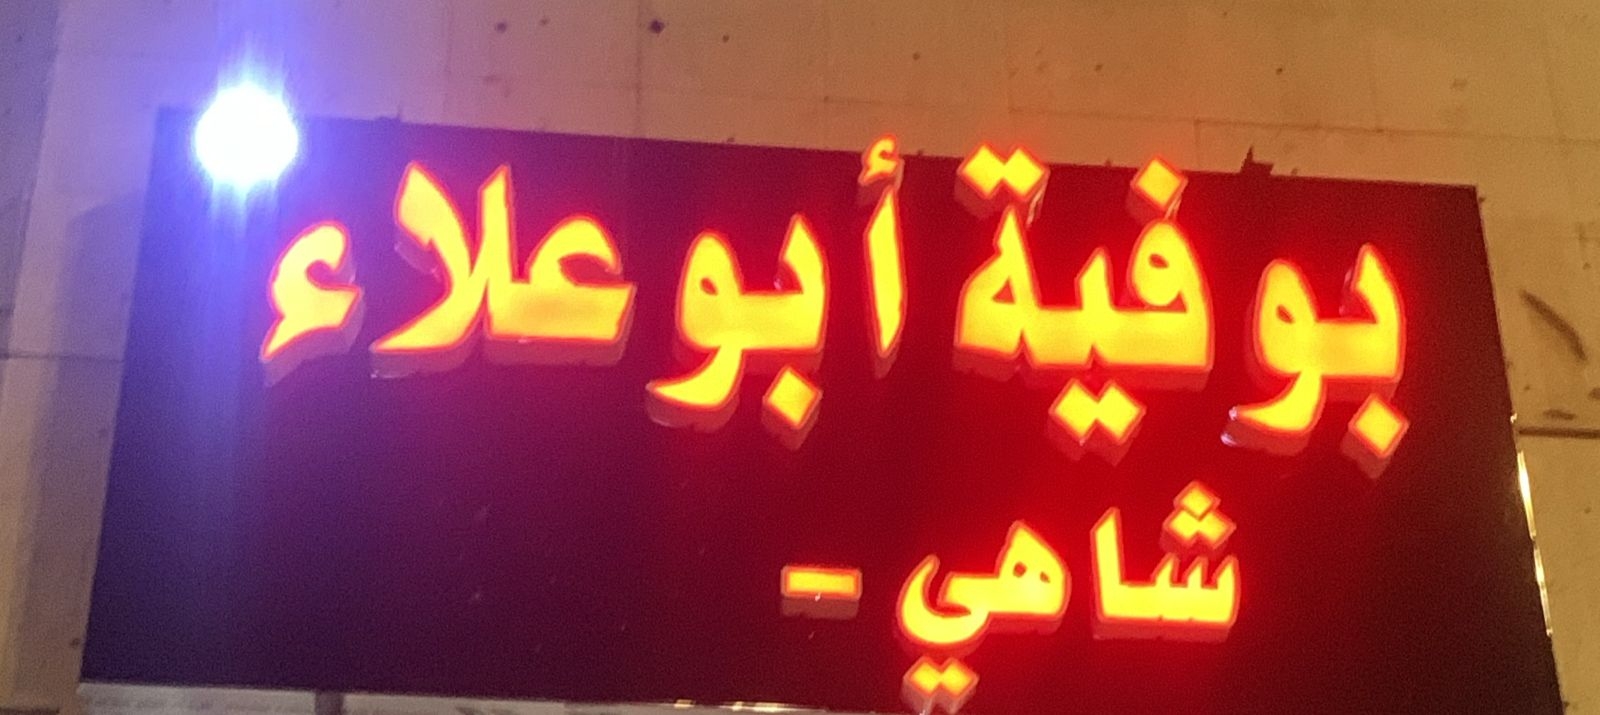 بوفية أبو علاء
شاهي -